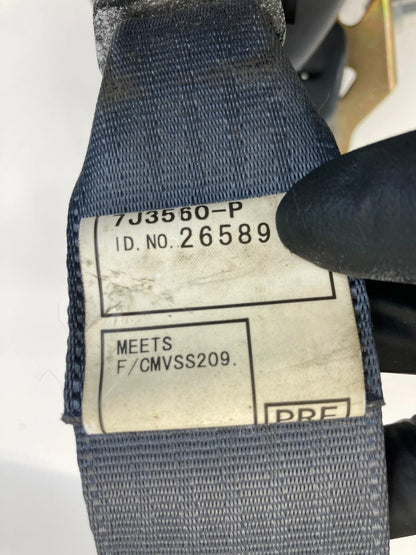 7J3560-P
ID. NO. 26589
MEETS
F/CMVSS209.
PRE